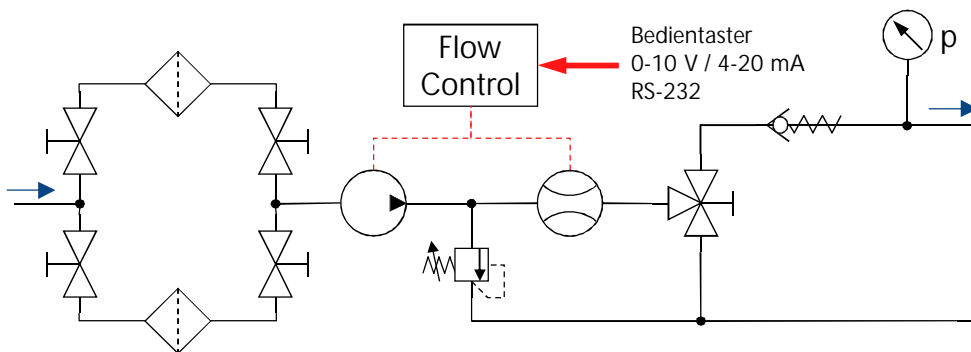 Flow
Control
Bedientaster
0-10 V / 4-20 mA
RS-232
p